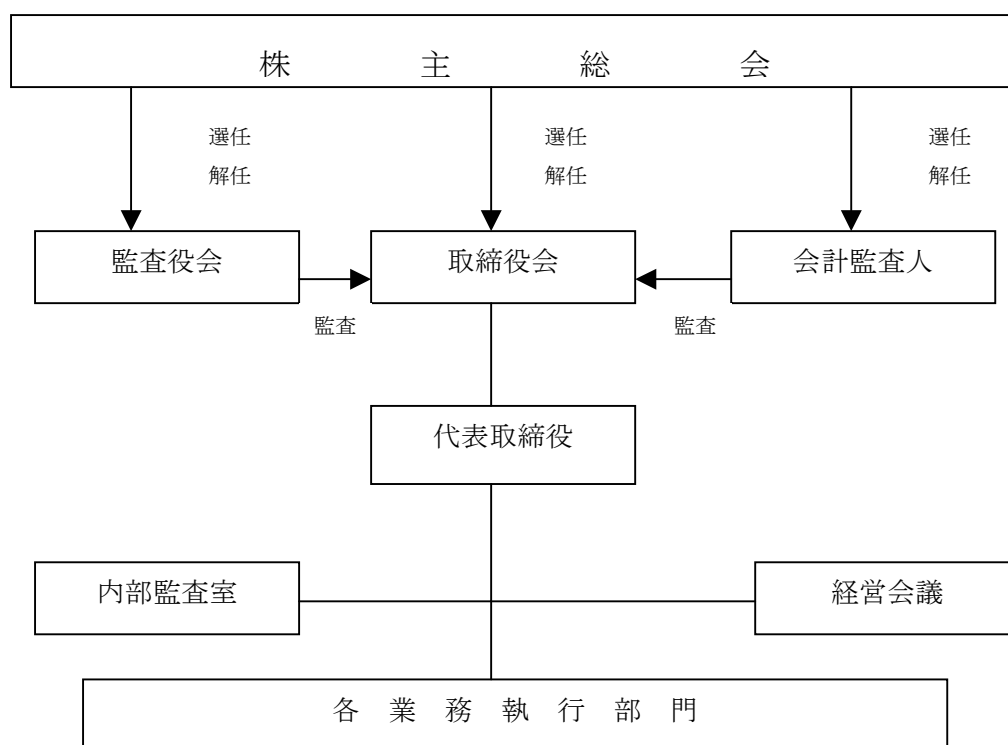 株主総会
選任 選任 選任
解任 解任 解任
監査役会 取締役会 会計監査人
監査 監査
代表取締役
内部監査室 経営会議
各業務執行部門